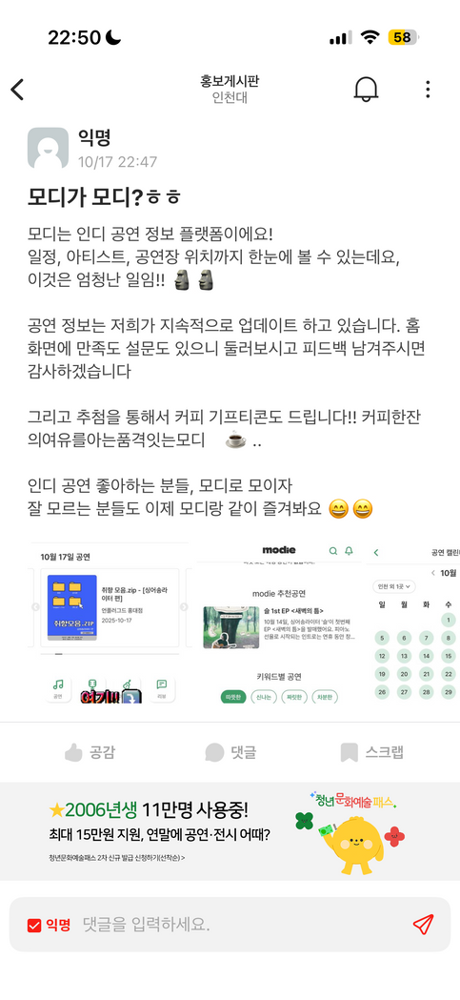 22:50
58
홍보게시판
인천대
익명
10/17 22:47
모디가 모디?ㅎㅎ
모디는 인디 공연 정보 플랫폼이에요!
일정, 아티스트, 공연장 위치까지 한눈에 볼 수 있는데요,
이것은 엄청난 일임!! 🗿 🗿
공연 정보는 저희가 지속적으로 업데이트 하고 있습니다. 홈
화면에 만족도 설문도 있으니 둘러보시고 피드백 남겨주시면
감사하겠습니다
그리고 추첨을 통해서 커피 기프티콘도 드립니다!! 커피한잔
의여유를아는품격잇는모디 ☕ ..
인디 공연 좋아하는 분들, 모디로 모이자
잘 모르는 분들도 이제 모디랑 같이 즐겨봐요 😄😄
10월 17일 공연
취향 모음.zip - [싱어송라
이터 편]
언플러그드 홍대점
2025-10-17
취향모음.ZIP
공연
리뷰
여기!!
modie
modie 추천공연
슬 1st EP <새벽의 틈>
10월 14일, 싱어송라이터 '슬'이 첫번째
EP <새벽의 틈>을 발매했어요. 피아노
선율로 시작되는 인트로는 연휴 동안 잠...
키워드별 공연
따뜻한
신나는
짜릿한
차분한
공연 캘린
10월
인천 외 1곳
일 월 화 수
1
5 6 7 8
12 13 14 15
19 20 21 22
26 27 28 29
공감
댓글
스크랩
★2006년생 11만명 사용중!
최대 15만원 지원, 연말에 공연·전시 어때?
청년문화예술패스 2차 신규 발급 신청하기(선착순) >
청년문화예술패스
익명
댓글을 입력하세요.